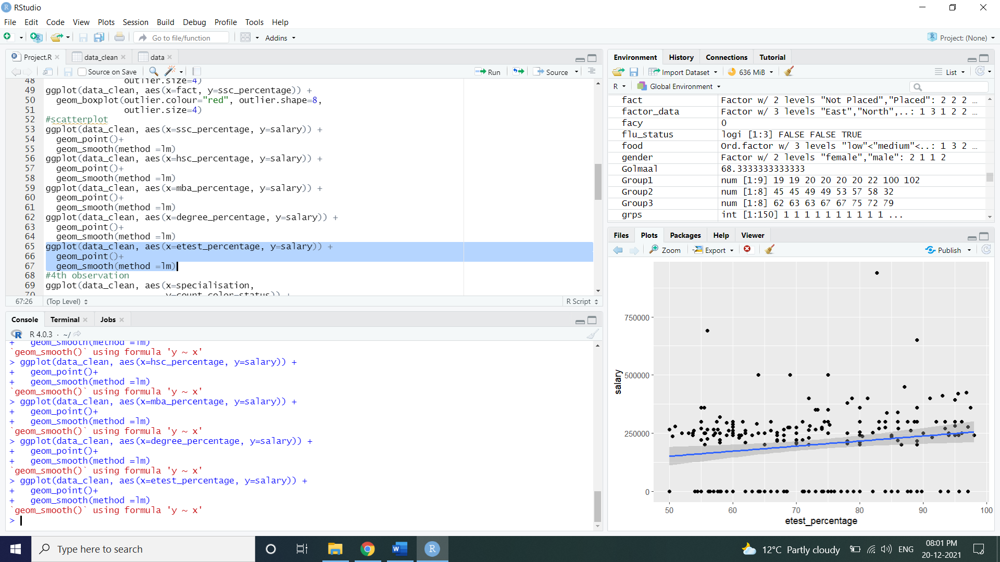 RStudio
File Edit Code View Plots Session Build Debug Profile Tools Help
Go to file/function Addins Project: (None)
Project.R data_clean data
Source on Save Run Source
48 outlier.size=4)
49 ggplot(data_clean, aes(x=fact, y=ssc_percentage)) +
50 geom_boxplot(outlier.colour="red", outlier.shape=8,
51 outlier.size=4)
52 #scatterplot
53 ggplot(data_clean, aes(x=ssc_percentage, y=salary)) +
54 geom_point()+
55 geom_smooth(method =lm)
56 ggplot(data_clean, aes(x=hsc_percentage, y=salary)) +
57 geom_point()+
58 geom_smooth(method =lm)
59 ggplot(data_clean, aes(x=mba_percentage, y=salary)) +
60 geom_point()+
61 geom_smooth(method =lm)
62 ggplot(data_clean, aes(x=degree_percentage, y=salary)) +
63 geom_point()+
64 geom_smooth(method =lm)
65 ggplot(data_clean, aes(x=etest_percentage, y=salary)) +
66 geom_point()+
67 geom_smooth(method =lm)
68 #4th observation
69 ggplot(data_clean, aes(x=specialisation,
70 y=count,color=status)) +
67:26 (Top Level) R Script
Console Terminal Jobs
R 4.0.3 · ~/
+ geom_smooth(method =lm)
`geom_smooth()` using formula 'y ~ x'
> ggplot(data_clean, aes(x=hsc_percentage, y=salary)) +
+ geom_point()+
+ geom_smooth(method =lm)
`geom_smooth()` using formula 'y ~ x'
> ggplot(data_clean, aes(x=mba_percentage, y=salary)) +
+ geom_point()+
+ geom_smooth(method =lm)
`geom_smooth()` using formula 'y ~ x'
> ggplot(data_clean, aes(x=degree_percentage, y=salary)) +
+ geom_point()+
+ geom_smooth(method =lm)
`geom_smooth()` using formula 'y ~ x'
> ggplot(data_clean, aes(x=etest_percentage, y=salary)) +
+ geom_point()+
+ geom_smooth(method =lm)
`geom_smooth()` using formula 'y ~ x'
>
Environment History Connections Tutorial
Import Dataset 636 MiB List
R Global Environment
fact Factor w/ 2 levels "Not Placed","Placed": 2 2 2 ...
factor_data Factor w/ 3 levels "East","North",..: 1 3 1 2 2 ...
facy 0
flu_status logi [1:3] FALSE FALSE TRUE
food Ord.factor w/ 3 levels "low"<"medium"<..: 1 3 2 ...
gender Factor w/ 2 levels "female","male": 2 1 1 2
Golmaal 68.3333333333333
Group1 num [1:9] 19 19 20 20 20 20 22 100 102
Group2 num [1:8] 45 45 49 49 53 57 58 32
Group3 num [1:8] 62 63 63 67 67 75 72 79
grps int [1:150] 1 1 1 1 1 1 1 1 1 1 ...
Files Plots Packages Help Viewer
Zoom Export Publish
750000
500000
250000
0
salary
50 60 70 80 90 100
etest_percentage
Type here to search
12°C Partly cloudy ENG
08:01 PM
20-12-2021